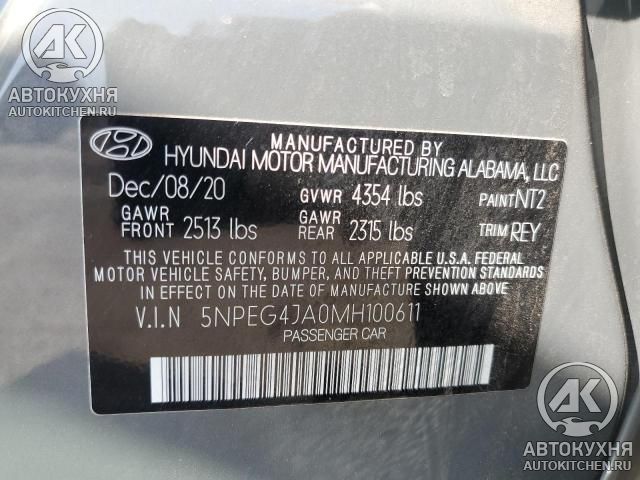 AK
АВТОКУХНЯ
AUTOKITCHEN.RU
MANUFACTURED BY
HYUNDAI MOTOR MANUFACTURING ALABAMA, LLC
Dec/08/20 GVWR 4354 lbs PAINT NT2
GAWR FRONT 2513 lbs GAWR REAR 2315 lbs TRIM REY
THIS VEHICLE CONFORMS TO ALL APPLICABLE U.S.A FEDERAL
MOTOR VEHICLE SAFETY, BUMPER, AND THEFT PREVENTION STANDARDS
IN EFFECT ON THE DATE OF MANUFACTURE SHOWN ABOVE.
V.I.N 5NPEG4JA0MH100611
PASSENGER CAR
AK
АВТОКУХНЯ
AUTOKITCHEN.RU